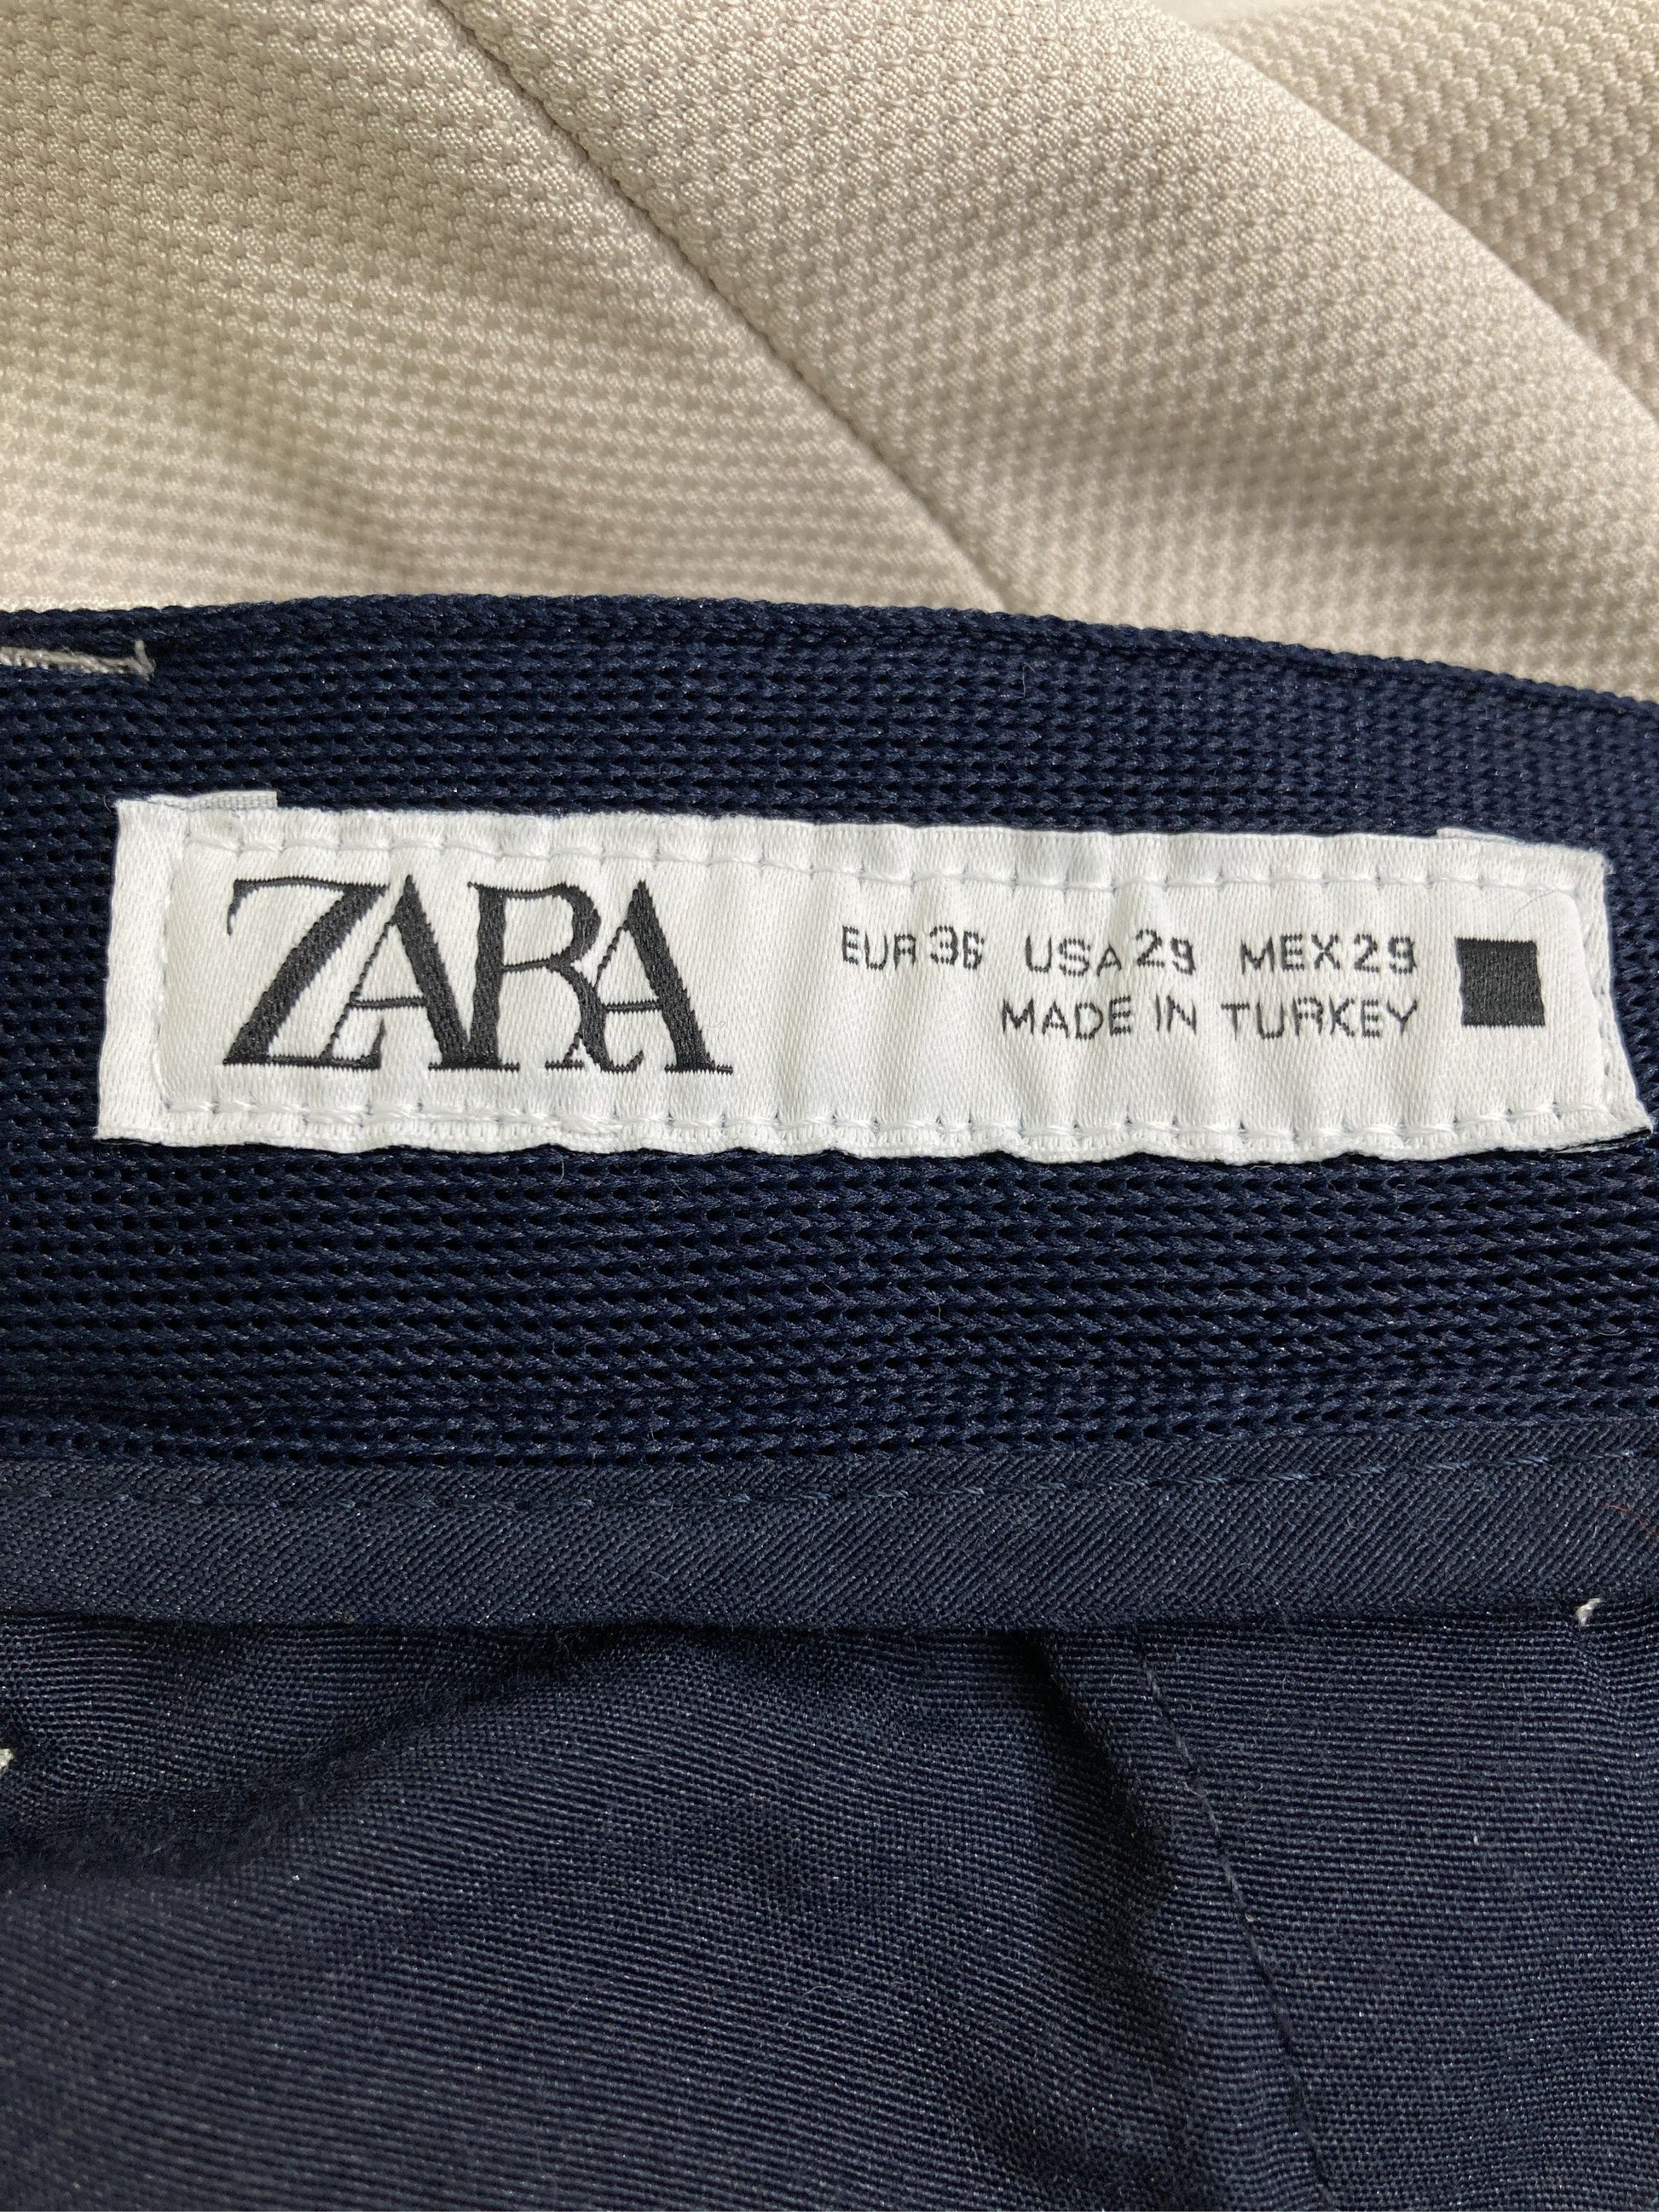 ZARA
EUR 36 USA 29 MEX 29
MADE IN TURKEY